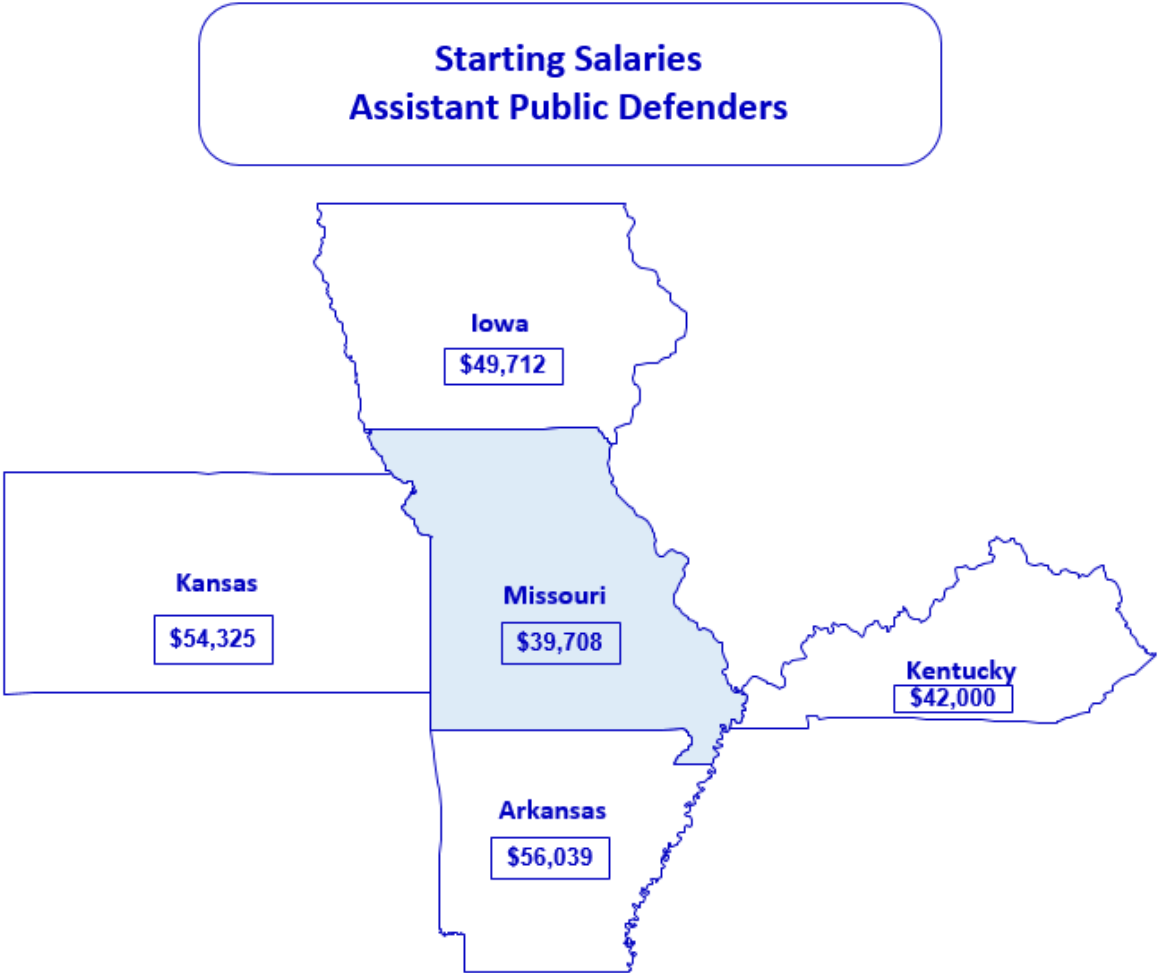 Starting Salaries
Assistant Public Defenders
Iowa
$49,712
Kansas
$54,325
Missouri
$39,708
Kentucky
$42,000
Arkansas
$56,039